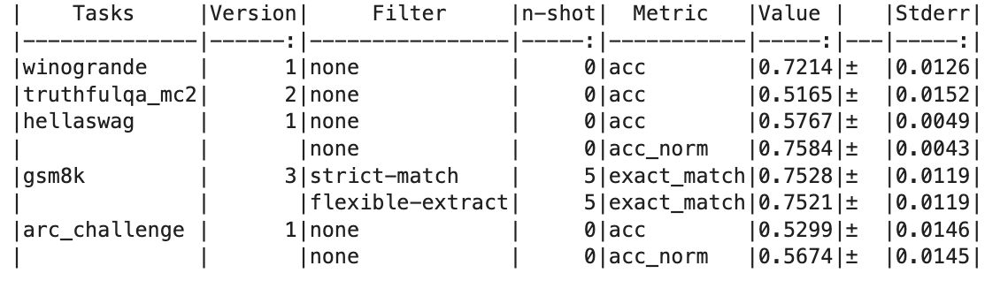 |    Tasks     |Version|     Filter     |n-shot|  Metric   |Value |   |Stderr|
|--------------|------:|----------------|-----:|-----------|-----:|---|-----:|
|winogrande    |      1|none            |     0|acc        |0.7214|±  |0.0126|
|truthfulqa_mc2|      2|none            |     0|acc        |0.5165|±  |0.0152|
|hellaswag     |      1|none            |     0|acc        |0.5767|±  |0.0049|
|              |       |none            |     0|acc_norm   |0.7584|±  |0.0043|
|gsm8k         |      3|strict-match    |     5|exact_match|0.7528|±  |0.0119|
|              |       |flexible-extract|     5|exact_match|0.7521|±  |0.0119|
|arc_challenge |      1|none            |     0|acc        |0.5299|±  |0.0146|
|              |       |none            |     0|acc_norm   |0.5674|±  |0.0145|